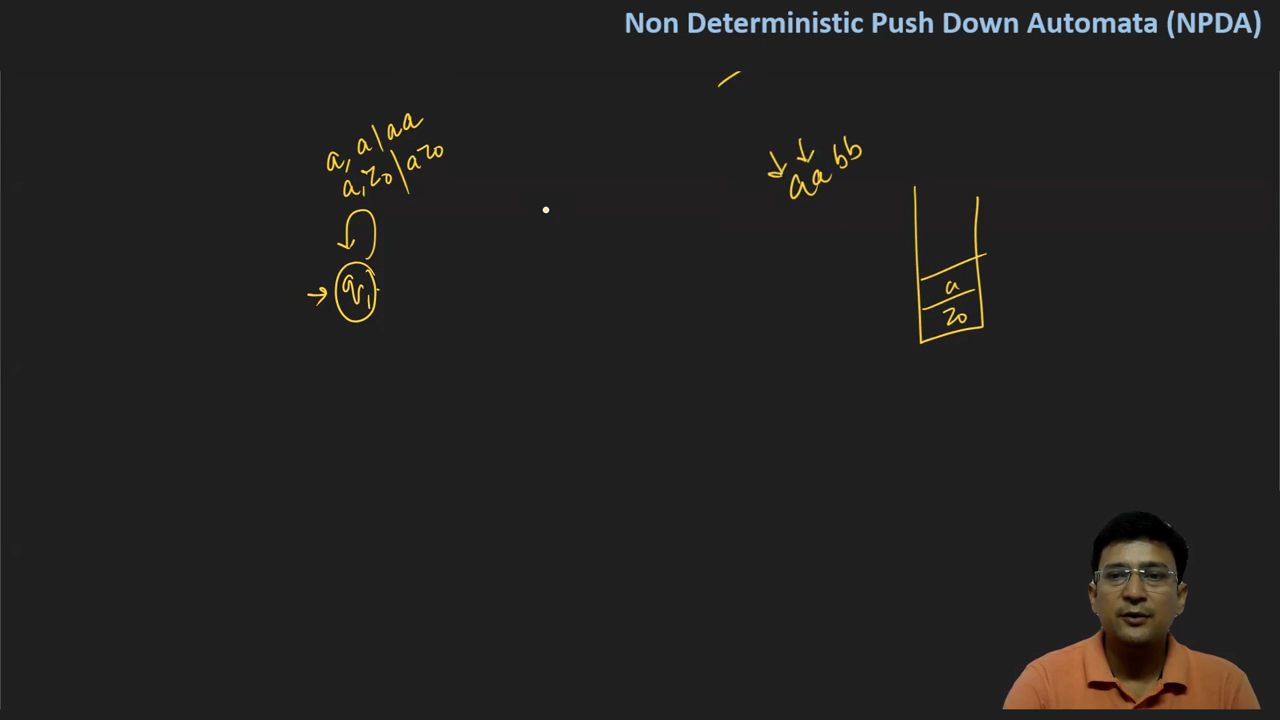 Non Deterministic Push Down Automata (NPDA)
a, a | aa
a, z0 | az0
aabb
q1
a
z0